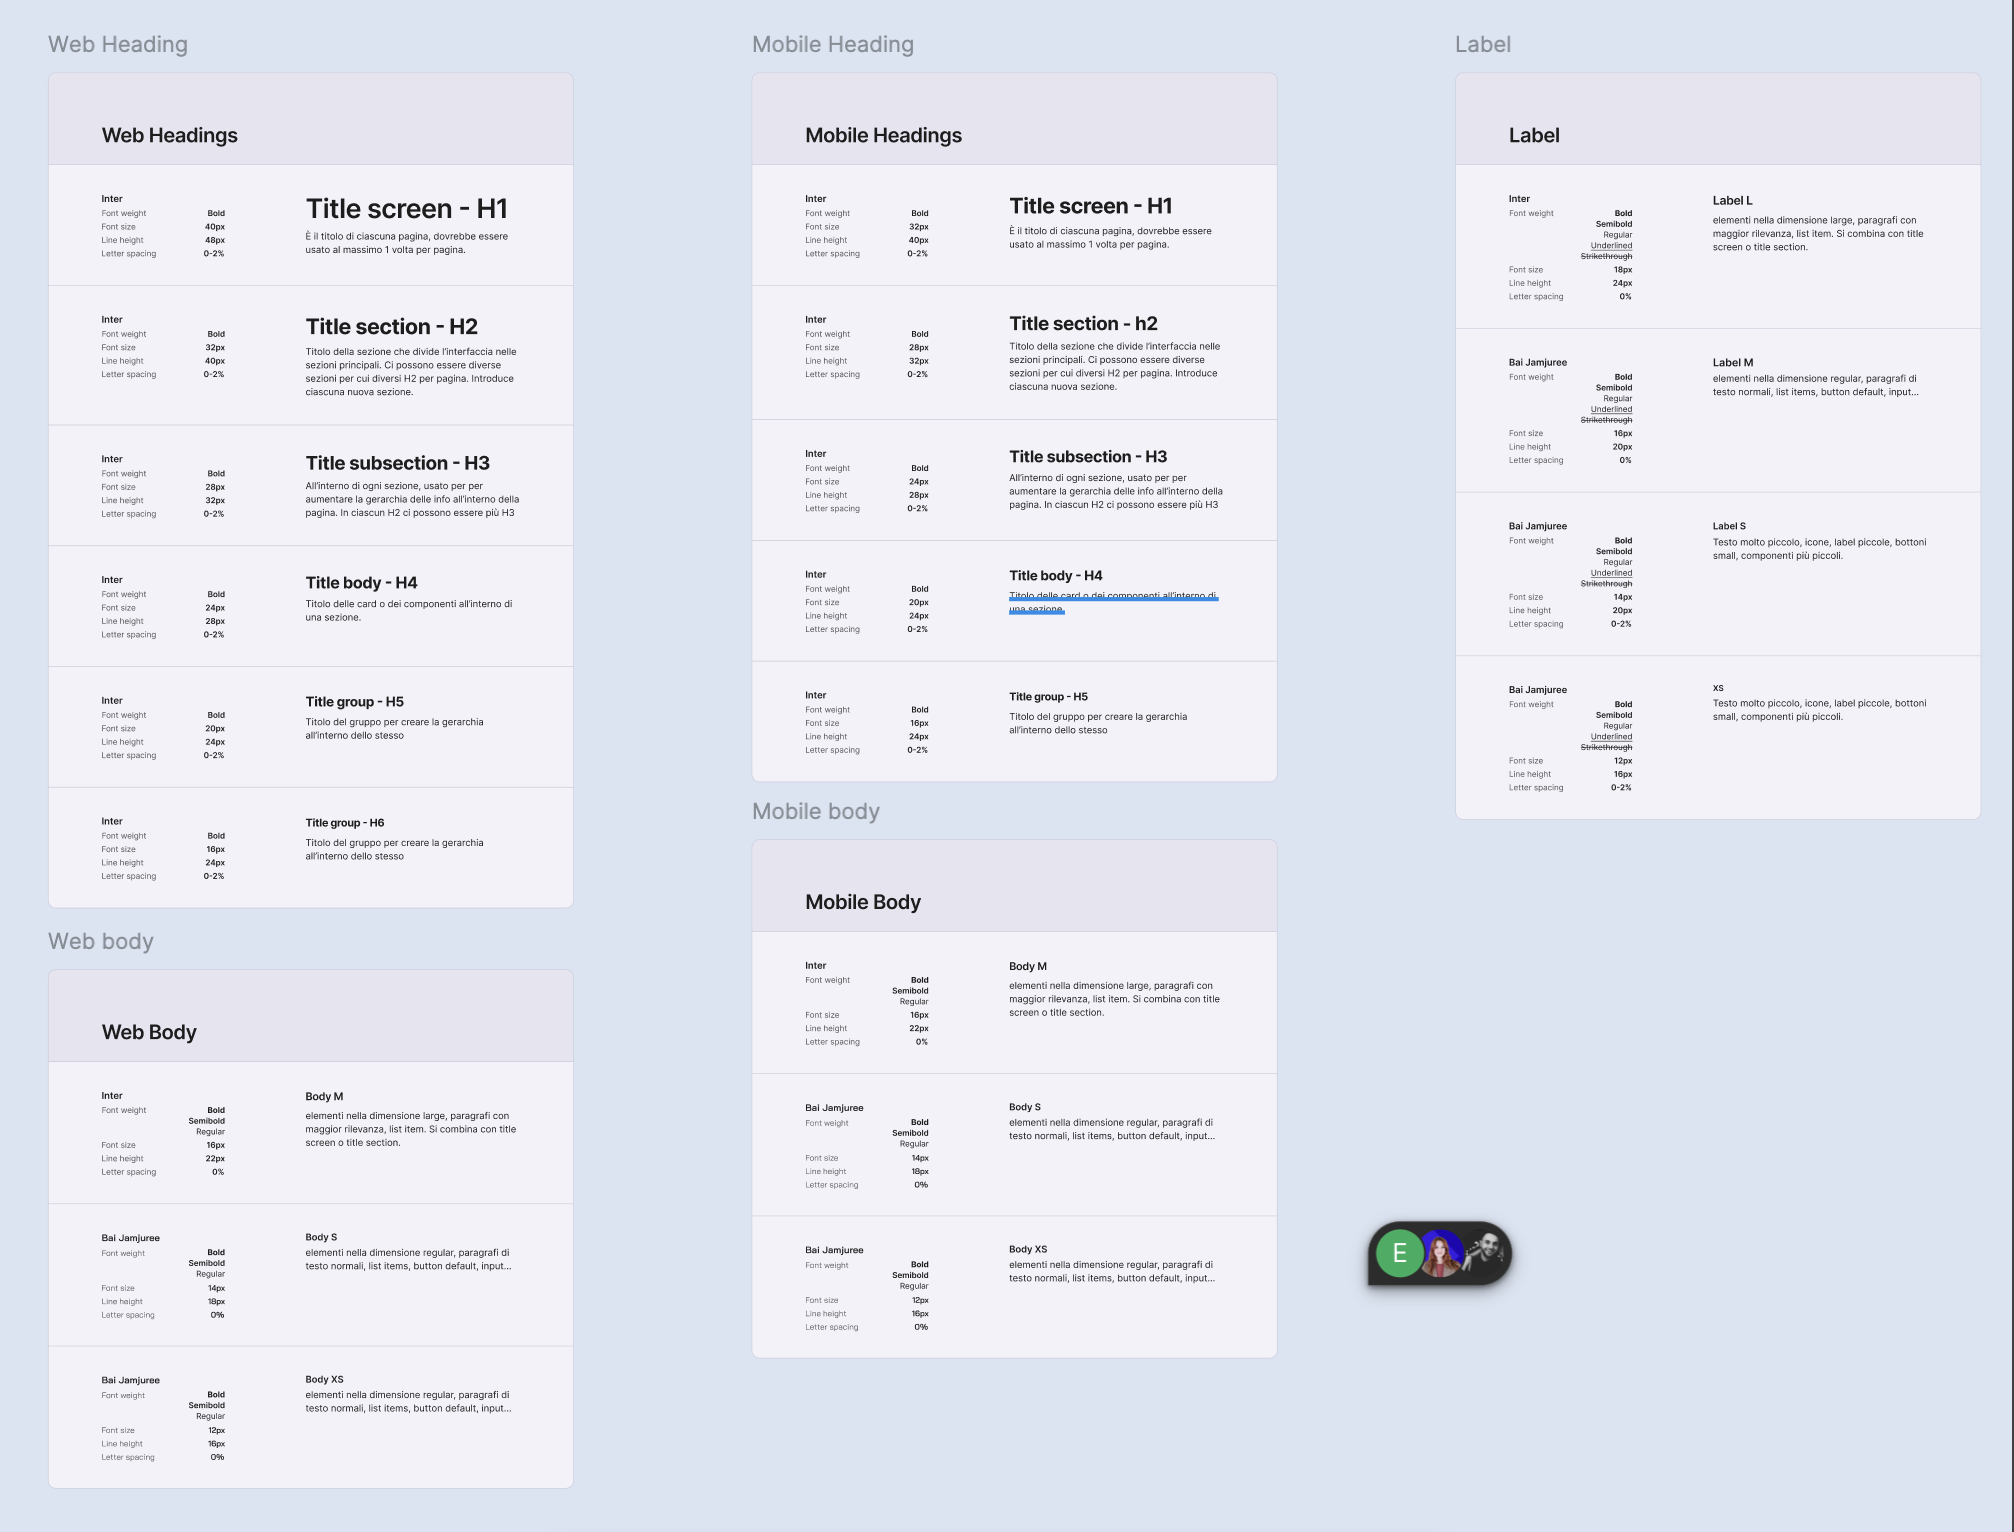 Web Heading
Web Headings
Inter
Font weight Bold
Font size 40px
Line height 48px
Letter spacing 0-2%
Title screen - H1
È il titolo di ciascuna pagina, dovrebbe essere
usato al massimo 1 volta per pagina.
Inter
Font weight Bold
Font size 32px
Line height 40px
Letter spacing 0-2%
Title section - H2
Titolo della sezione che divide l'interfaccia nelle
sezioni principali. Ci possono essere diverse
sezioni per cui diversi H2 per pagina. Introduce
ciascuna nuova sezione.
Inter
Font weight Bold
Font size 28px
Line height 32px
Letter spacing 0-2%
Title subsection - H3
All'interno di ogni sezione, usato per per
aumentare la gerarchia delle info all'interno della
pagina. In ciascun H2 ci possono essere più H3
Inter
Font weight Bold
Font size 24px
Line height 28px
Letter spacing 0-2%
Title body - H4
Titolo delle card o dei componenti all'interno di
una sezione.
Inter
Font weight Bold
Font size 20px
Line height 24px
Letter spacing 0-2%
Title group - H5
Titolo del gruppo per creare la gerarchia
all'interno dello stesso
Inter
Font weight Bold
Font size 16px
Line height 24px
Letter spacing 0-2%
Title group - H6
Titolo del gruppo per creare la gerarchia
all'interno dello stesso
Web body
Web Body
Inter
Font weight Bold
Semibold
Regular
Font size 16px
Line height 22px
Letter spacing 0%
Body M
elementi nella dimensione large, paragrafi con
maggior rilevanza, list item. Si combina con title
screen o title section.
Bai Jamjuree
Font weight Bold
Semibold
Regular
Font size 14px
Line height 18px
Letter spacing 0%
Body S
elementi nella dimensione regular, paragrafi di
testo normali, list items, button default, input...
Bai Jamjuree
Font weight Bold
Semibold
Regular
Font size 12px
Line height 16px
Letter spacing 0%
Body XS
elementi nella dimensione regular, paragrafi di
testo normali, list items, button default, input...
Mobile Heading
Mobile Headings
Inter
Font weight Bold
Font size 32px
Line height 40px
Letter spacing 0-2%
Title screen - H1
È il titolo di ciascuna pagina, dovrebbe essere
usato al massimo 1 volta per pagina.
Inter
Font weight Bold
Font size 28px
Line height 32px
Letter spacing 0-2%
Title section - h2
Titolo della sezione che divide l'interfaccia nelle
sezioni principali. Ci possono essere diverse
sezioni per cui diversi H2 per pagina. Introduce
ciascuna nuova sezione.
Inter
Font weight Bold
Font size 24px
Line height 28px
Letter spacing 0-2%
Title subsection - H3
All'interno di ogni sezione, usato per per
aumentare la gerarchia delle info all'interno della
pagina. In ciascun H2 ci possono essere più H3
Inter
Font weight Bold
Font size 20px
Line height 24px
Letter spacing 0-2%
Title body - H4
Titolo delle card o dei componenti all'interno di
una sezione.
Inter
Font weight Bold
Font size 16px
Line height 24px
Letter spacing 0-2%
Title group - H5
Titolo del gruppo per creare la gerarchia
all'interno dello stesso
Mobile body
Mobile Body
Inter
Font weight Bold
Semibold
Regular
Font size 16px
Line height 22px
Letter spacing 0%
Body M
elementi nella dimensione large, paragrafi con
maggior rilevanza, list item. Si combina con title
screen o title section.
Bai Jamjuree
Font weight Bold
Semibold
Regular
Font size 14px
Line height 18px
Letter spacing 0%
Body S
elementi nella dimensione regular, paragrafi di
testo normali, list items, button default, input...
Bai Jamjuree
Font weight Bold
Semibold
Regular
Font size 12px
Line height 16px
Letter spacing 0%
Body XS
elementi nella dimensione regular, paragrafi di
testo normali, list items, button default, input...
Label
Label
Inter
Font weight Bold
Semibold
Regular
Underlined
Strikethrough
Font size 18px
Line height 24px
Letter spacing 0%
Label L
elementi nella dimensione large, paragrafi con
maggior rilevanza, list item. Si combina con title
screen o title section.
Bai Jamjuree
Font weight Bold
Semibold
Regular
Underlined
Strikethrough
Font size 16px
Line height 20px
Letter spacing 0%
Label M
elementi nella dimensione regular, paragrafi di
testo normali, list items, button default, input...
Bai Jamjuree
Font weight Bold
Semibold
Regular
Underlined
Strikethrough
Font size 14px
Line height 20px
Letter spacing 0-2%
Label S
Testo molto piccolo, icone, label piccole, bottoni
small, componenti più piccoli.
Bai Jamjuree
Font weight Bold
Semibold
Regular
Underlined
Strikethrough
Font size 12px
Line height 16px
Letter spacing 0-2%
XS
Testo molto piccolo, icone, label piccole, bottoni
small, componenti più piccoli.
E